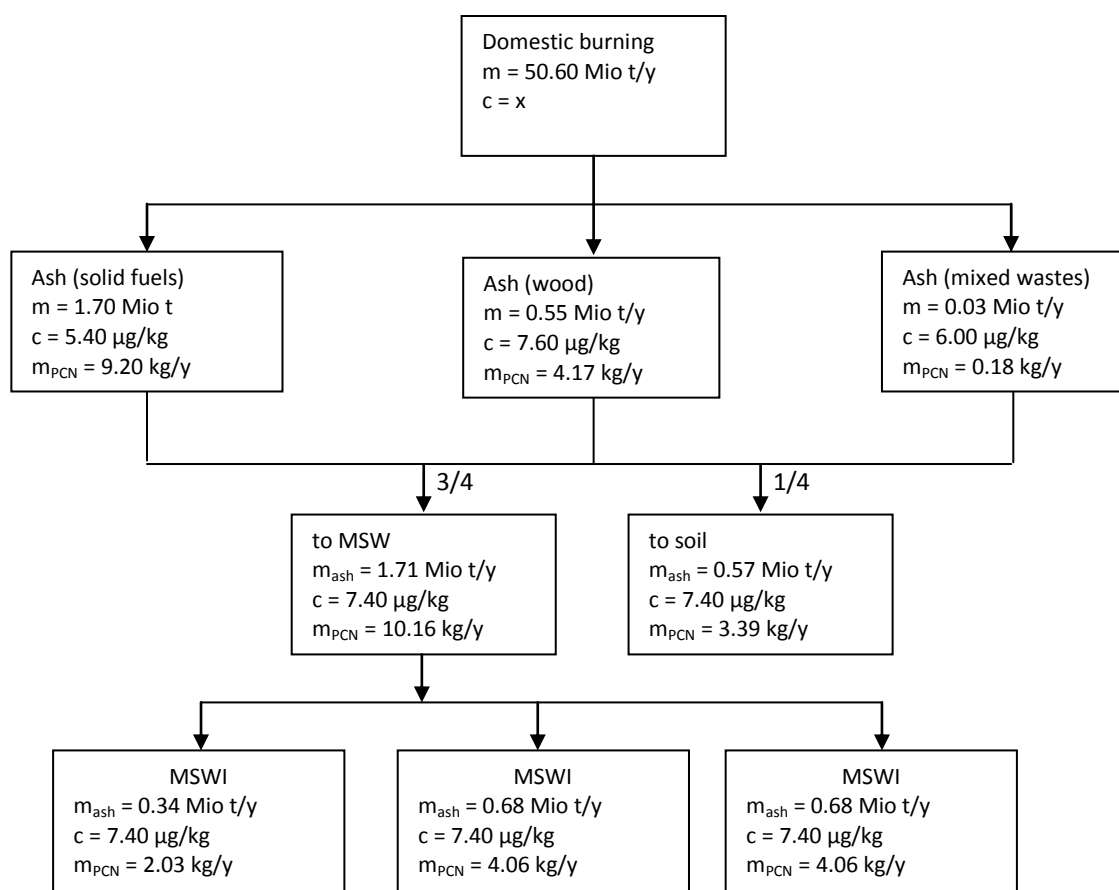 Domestic burning
m = 50.60 Mio t/y
c = x
Ash (solid fuels)
m = 1.70 Mio t
c = 5.40 µg/kg
mPCN = 9.20 kg/y
Ash (wood)
m = 0.55 Mio t/y
c = 7.60 µg/kg
mPCN = 4.17 kg/y
Ash (mixed wastes)
m = 0.03 Mio t/y
c = 6.00 µg/kg
mPCN = 0.18 kg/y
3/4
1/4
to MSW
mash = 1.71 Mio t/y
c = 7.40 µg/kg
mPCN = 10.16 kg/y
to soil
mash = 0.57 Mio t/y
c = 7.40 µg/kg
mPCN = 3.39 kg/y
MSWI
mash = 0.34 Mio t/y
c = 7.40 µg/kg
mPCN = 2.03 kg/y
MSWI
mash = 0.68 Mio t/y
c = 7.40 µg/kg
mPCN = 4.06 kg/y
MSWI
mash = 0.68 Mio t/y
c = 7.40 µg/kg
mPCN = 4.06 kg/y